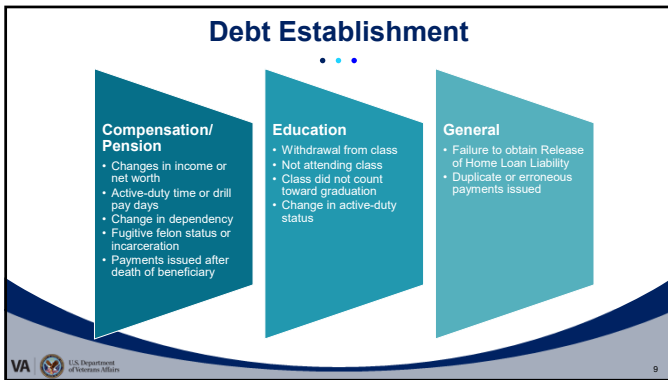 Debt Establishment
Compensation/
Pension
• Changes in income or
net worth
• Active-duty time or drill
pay days
• Change in dependency
• Fugitive felon status or
incarceration
• Payments issued after
death of beneficiary
Education
• Withdrawal from class
• Not attending class
• Class did not count
toward graduation
• Change in active-duty
status
General
• Failure to obtain Release
of Home Loan Liability
• Duplicate or erroneous
payments issued
VA
U.S. Department
of Veterans Affairs
9